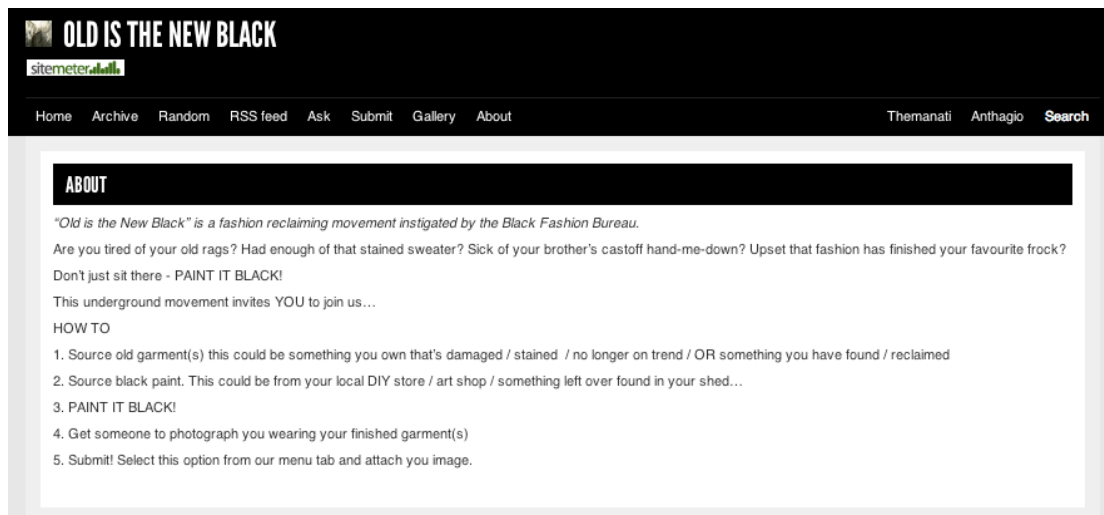 OLD IS THE NEW BLACK
sitemeter
Home Archive Random RSS feed Ask Submit Gallery About Themanati Anthagio Search
ABOUT
“Old is the New Black” is a fashion reclaiming movement instigated by the Black Fashion Bureau.
Are you tired of your old rags? Had enough of that stained sweater? Sick of your brother’s castoff hand-me-down? Upset that fashion has finished your favourite frock?
Don’t just sit there - PAINT IT BLACK!
This underground movement invites YOU to join us…
HOW TO
1. Source old garment(s) this could be something you own that’s damaged / stained / no longer on trend / OR something you have found / reclaimed
2. Source black paint. This could be from your local DIY store / art shop / something left over found in your shed…
3. PAINT IT BLACK!
4. Get someone to photograph you wearing your finished garment(s)
5. Submit! Select this option from our menu tab and attach you image.